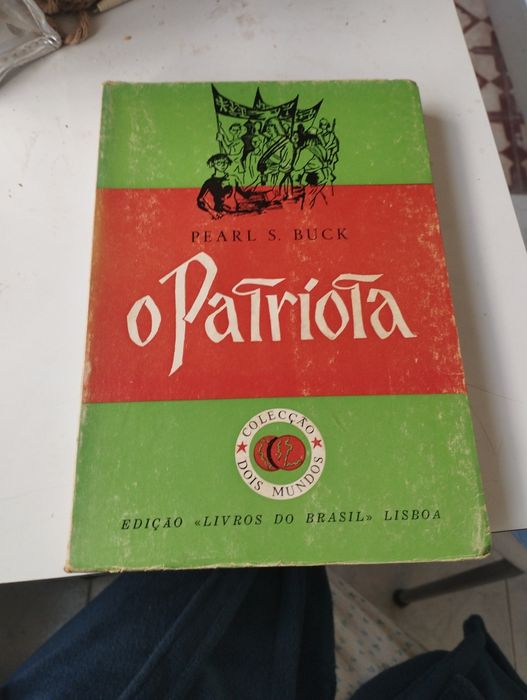 PEARL S. BUCK
O Patriota
COLECÇÃO
DOIS MUNDOS
EDIÇÃO «LIVROS DO BRASIL» LISBOA